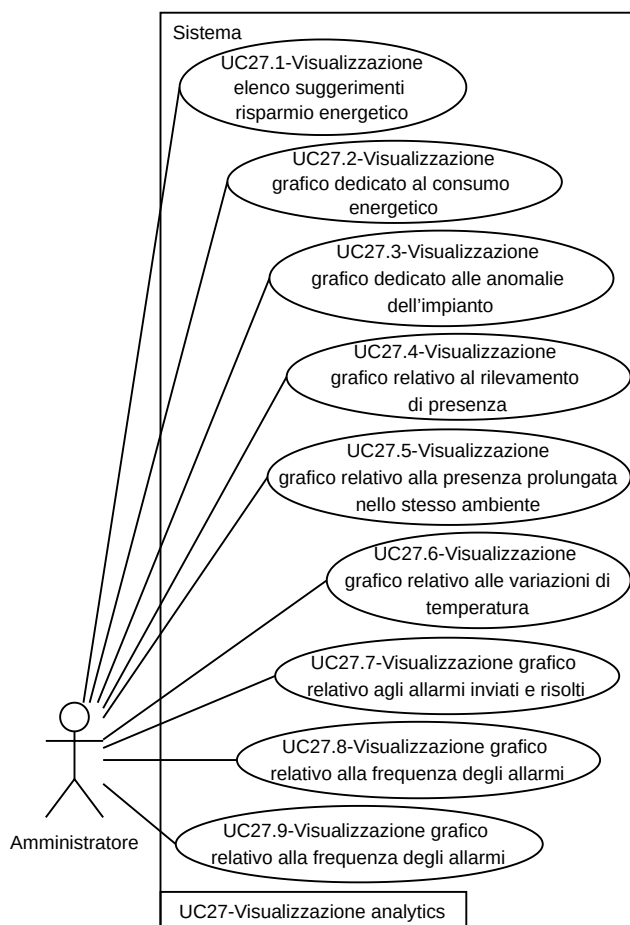 Sistema
UC27.1-Visualizzazione
elenco suggerimenti
risparmio energetico
UC27.2-Visualizzazione
grafico dedicato al consumo
energetico
UC27.3-Visualizzazione
grafico dedicato alle anomalie
dell'impianto
UC27.4-Visualizzazione
grafico relativo al rilevamento
di presenza
UC27.5-Visualizzazione
grafico relativo alla presenza prolungata
nello stesso ambiente
UC27.6-Visualizzazione
grafico relativo alle variazioni di
temperatura
UC27.7-Visualizzazione grafico
relativo agli allarmi inviati e risolti
UC27.8-Visualizzazione grafico
relativo alla frequenza degli allarmi
Amministratore
UC27.9-Visualizzazione grafico
relativo alla frequenza degli allarmi
UC27-Visualizzazione analytics